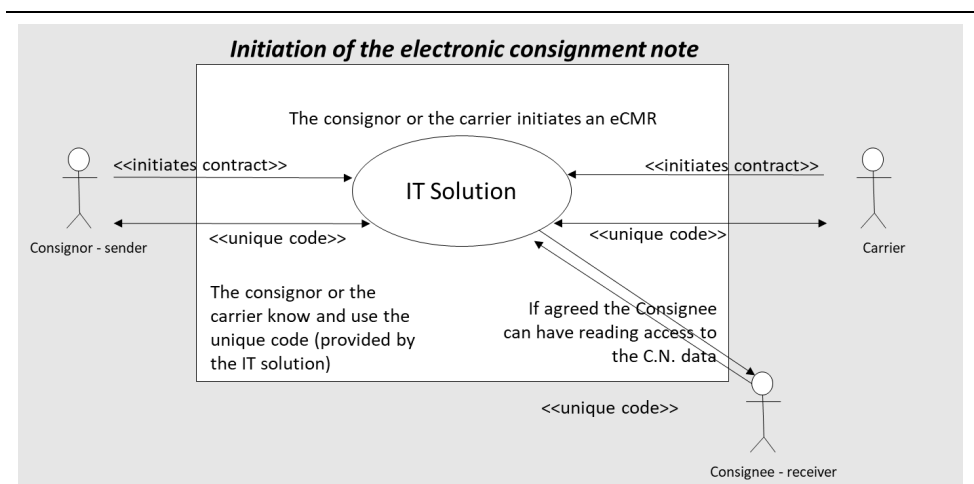 Initiation of the electronic consignment note
The consignor or the carrier initiates an eCMR
<<initiates contract>>
<<initiates contract>>
IT Solution
<<unique code>>
<<unique code>>
Consignor - sender
Carrier
The consignor or the
carrier know and use the
unique code (provided by
the IT solution)
If agreed the Consignee
can have reading access to
the C.N. data
<<unique code>>
Consignee - receiver